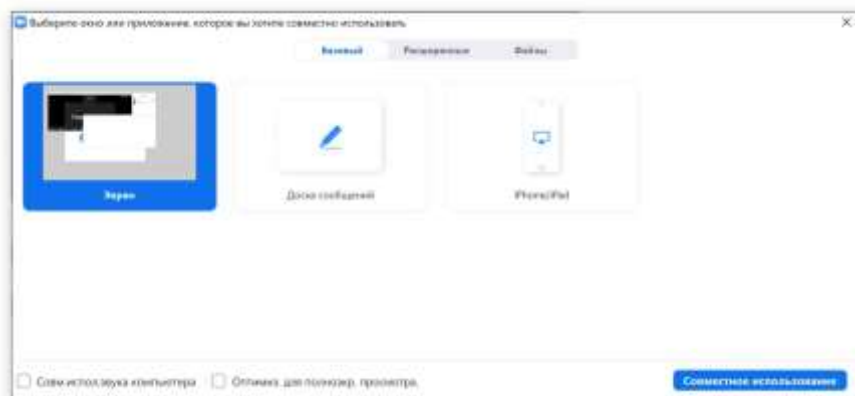 Выберите окно или приложение, которое вы хотите совместно использовать
Базовый Расширенные Файлы
Экран Доска сообщений iPhone/iPad
Совм.использ.звука компьютера Оптимиз. для полноэкр. просмотра.
Совместное использование